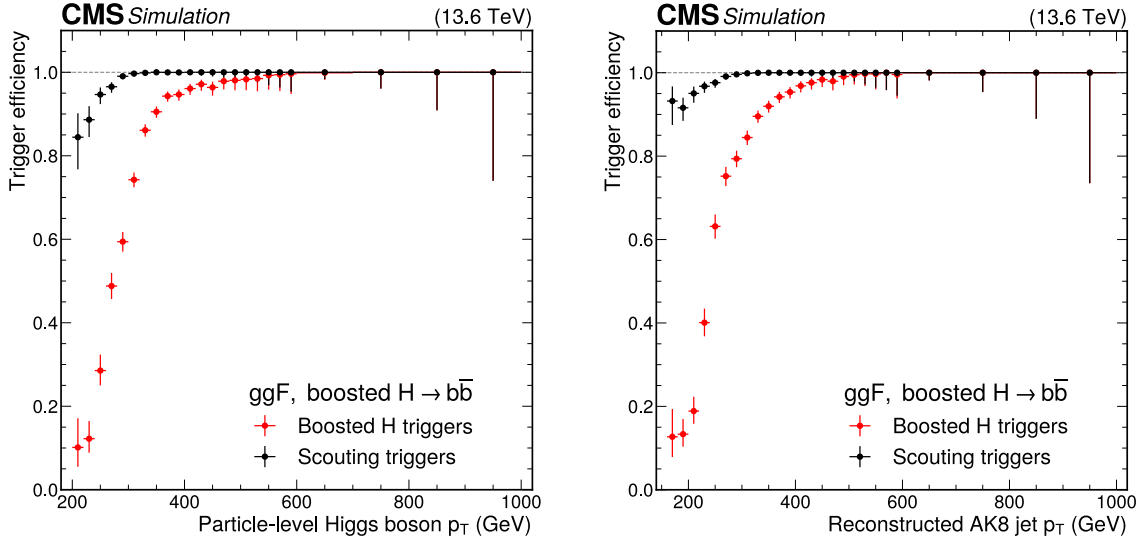 CMS Simulation (13.6 TeV)
Trigger efficiency
1.0
0.8
0.6
0.4
0.2
0.0
ggF, boosted H → bb̅
Boosted H triggers
Scouting triggers
200 400 600 800 1000
Particle-level Higgs boson p_T (GeV)
CMS Simulation (13.6 TeV)
Trigger efficiency
1.0
0.8
0.6
0.4
0.2
0.0
ggF, boosted H → bb̅
Boosted H triggers
Scouting triggers
200 400 600 800 1000
Reconstructed AK8 jet p_T (GeV)